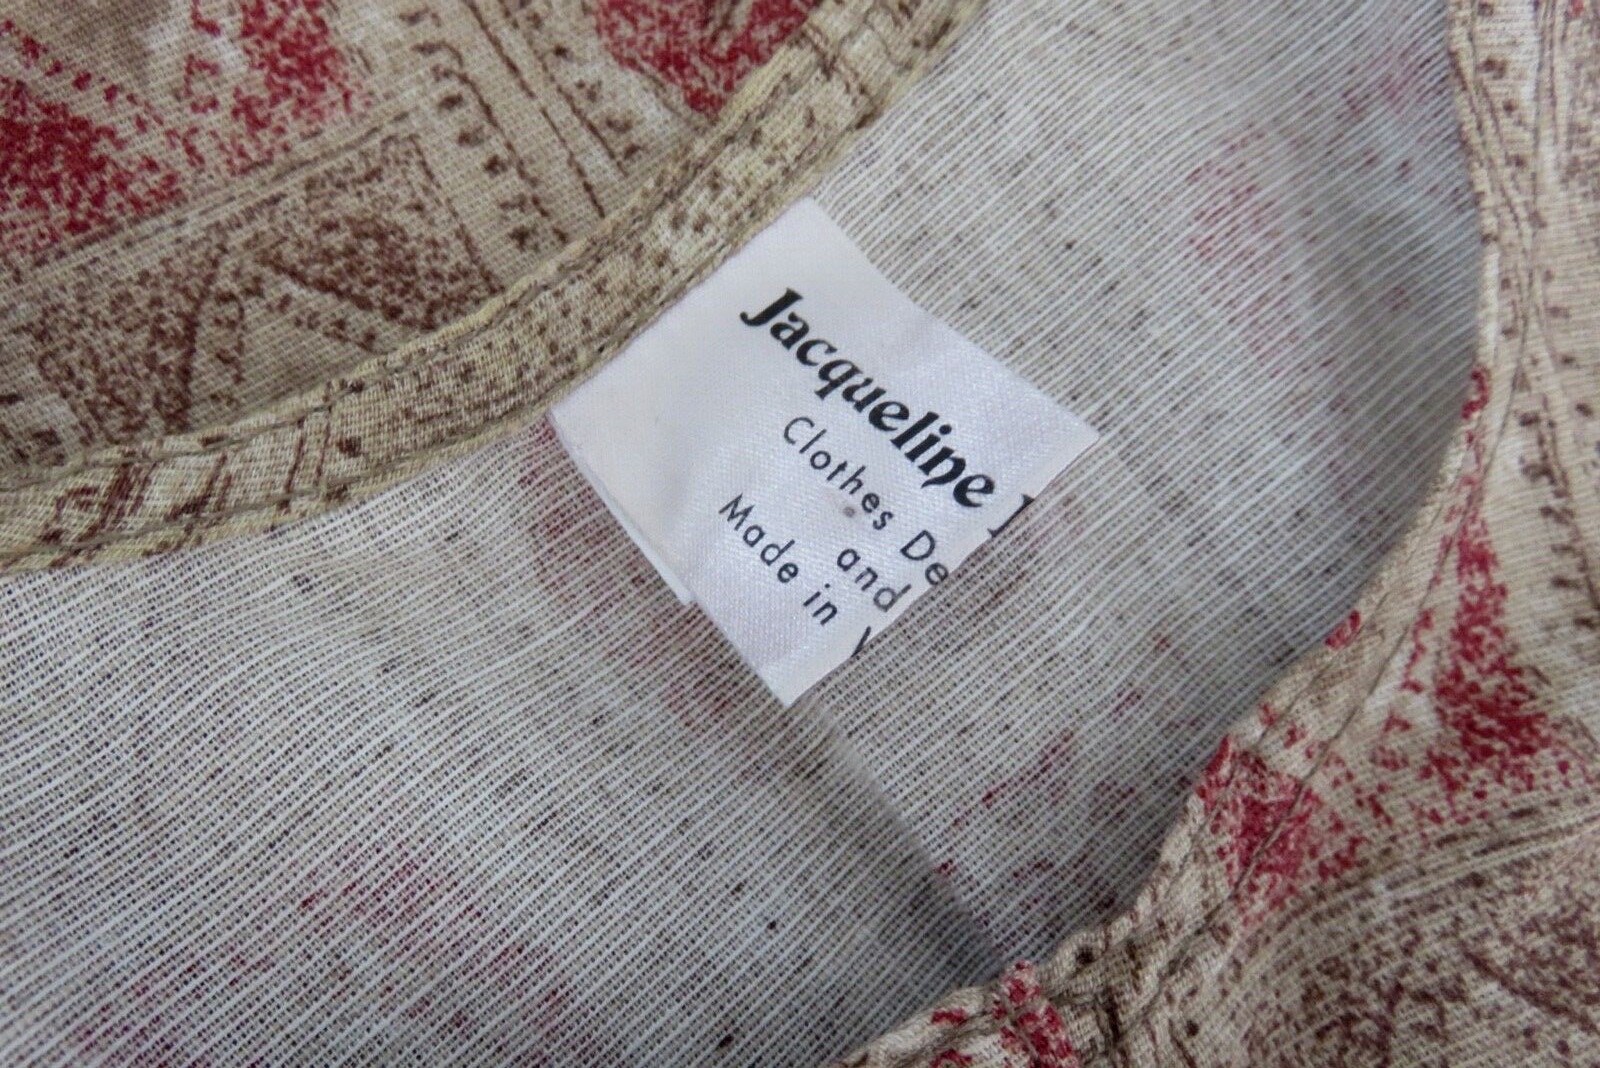 Jacqueline
Clothes De
and
Made in